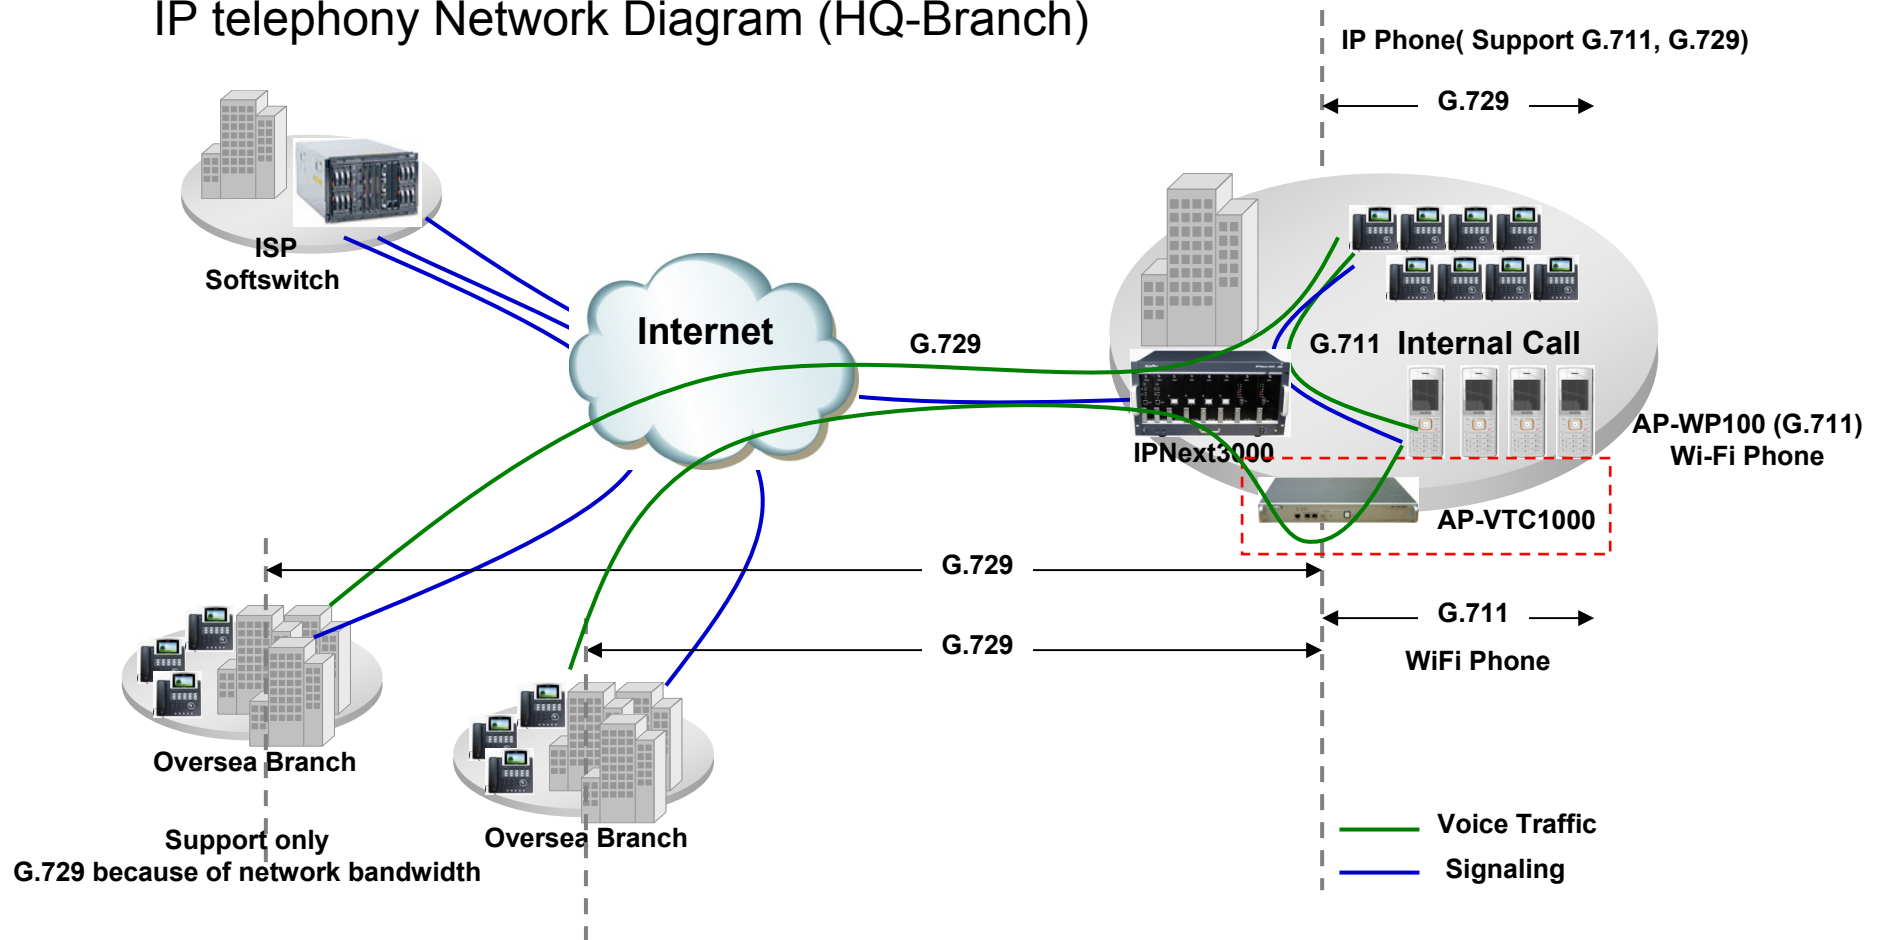 IP telephony Network Diagram (HQ-Branch)
IP Phone( Support G.711, G.729)
G.729
ISP
Softswitch
Internet
G.729
G.711
Internal Call
IPNext3000
AP-WP100 (G.711)
Wi-Fi Phone
AP-VTC1000
G.729
G.711
G.729
WiFi Phone
Oversea Branch
Support only
G.729 because of network bandwidth
Oversea Branch
Voice Traffic
Signaling